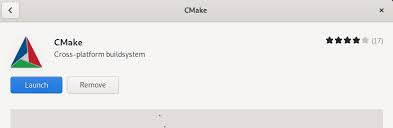 CMake
CMake
(17)
Cross-platform buildsystem
Launch
Remove